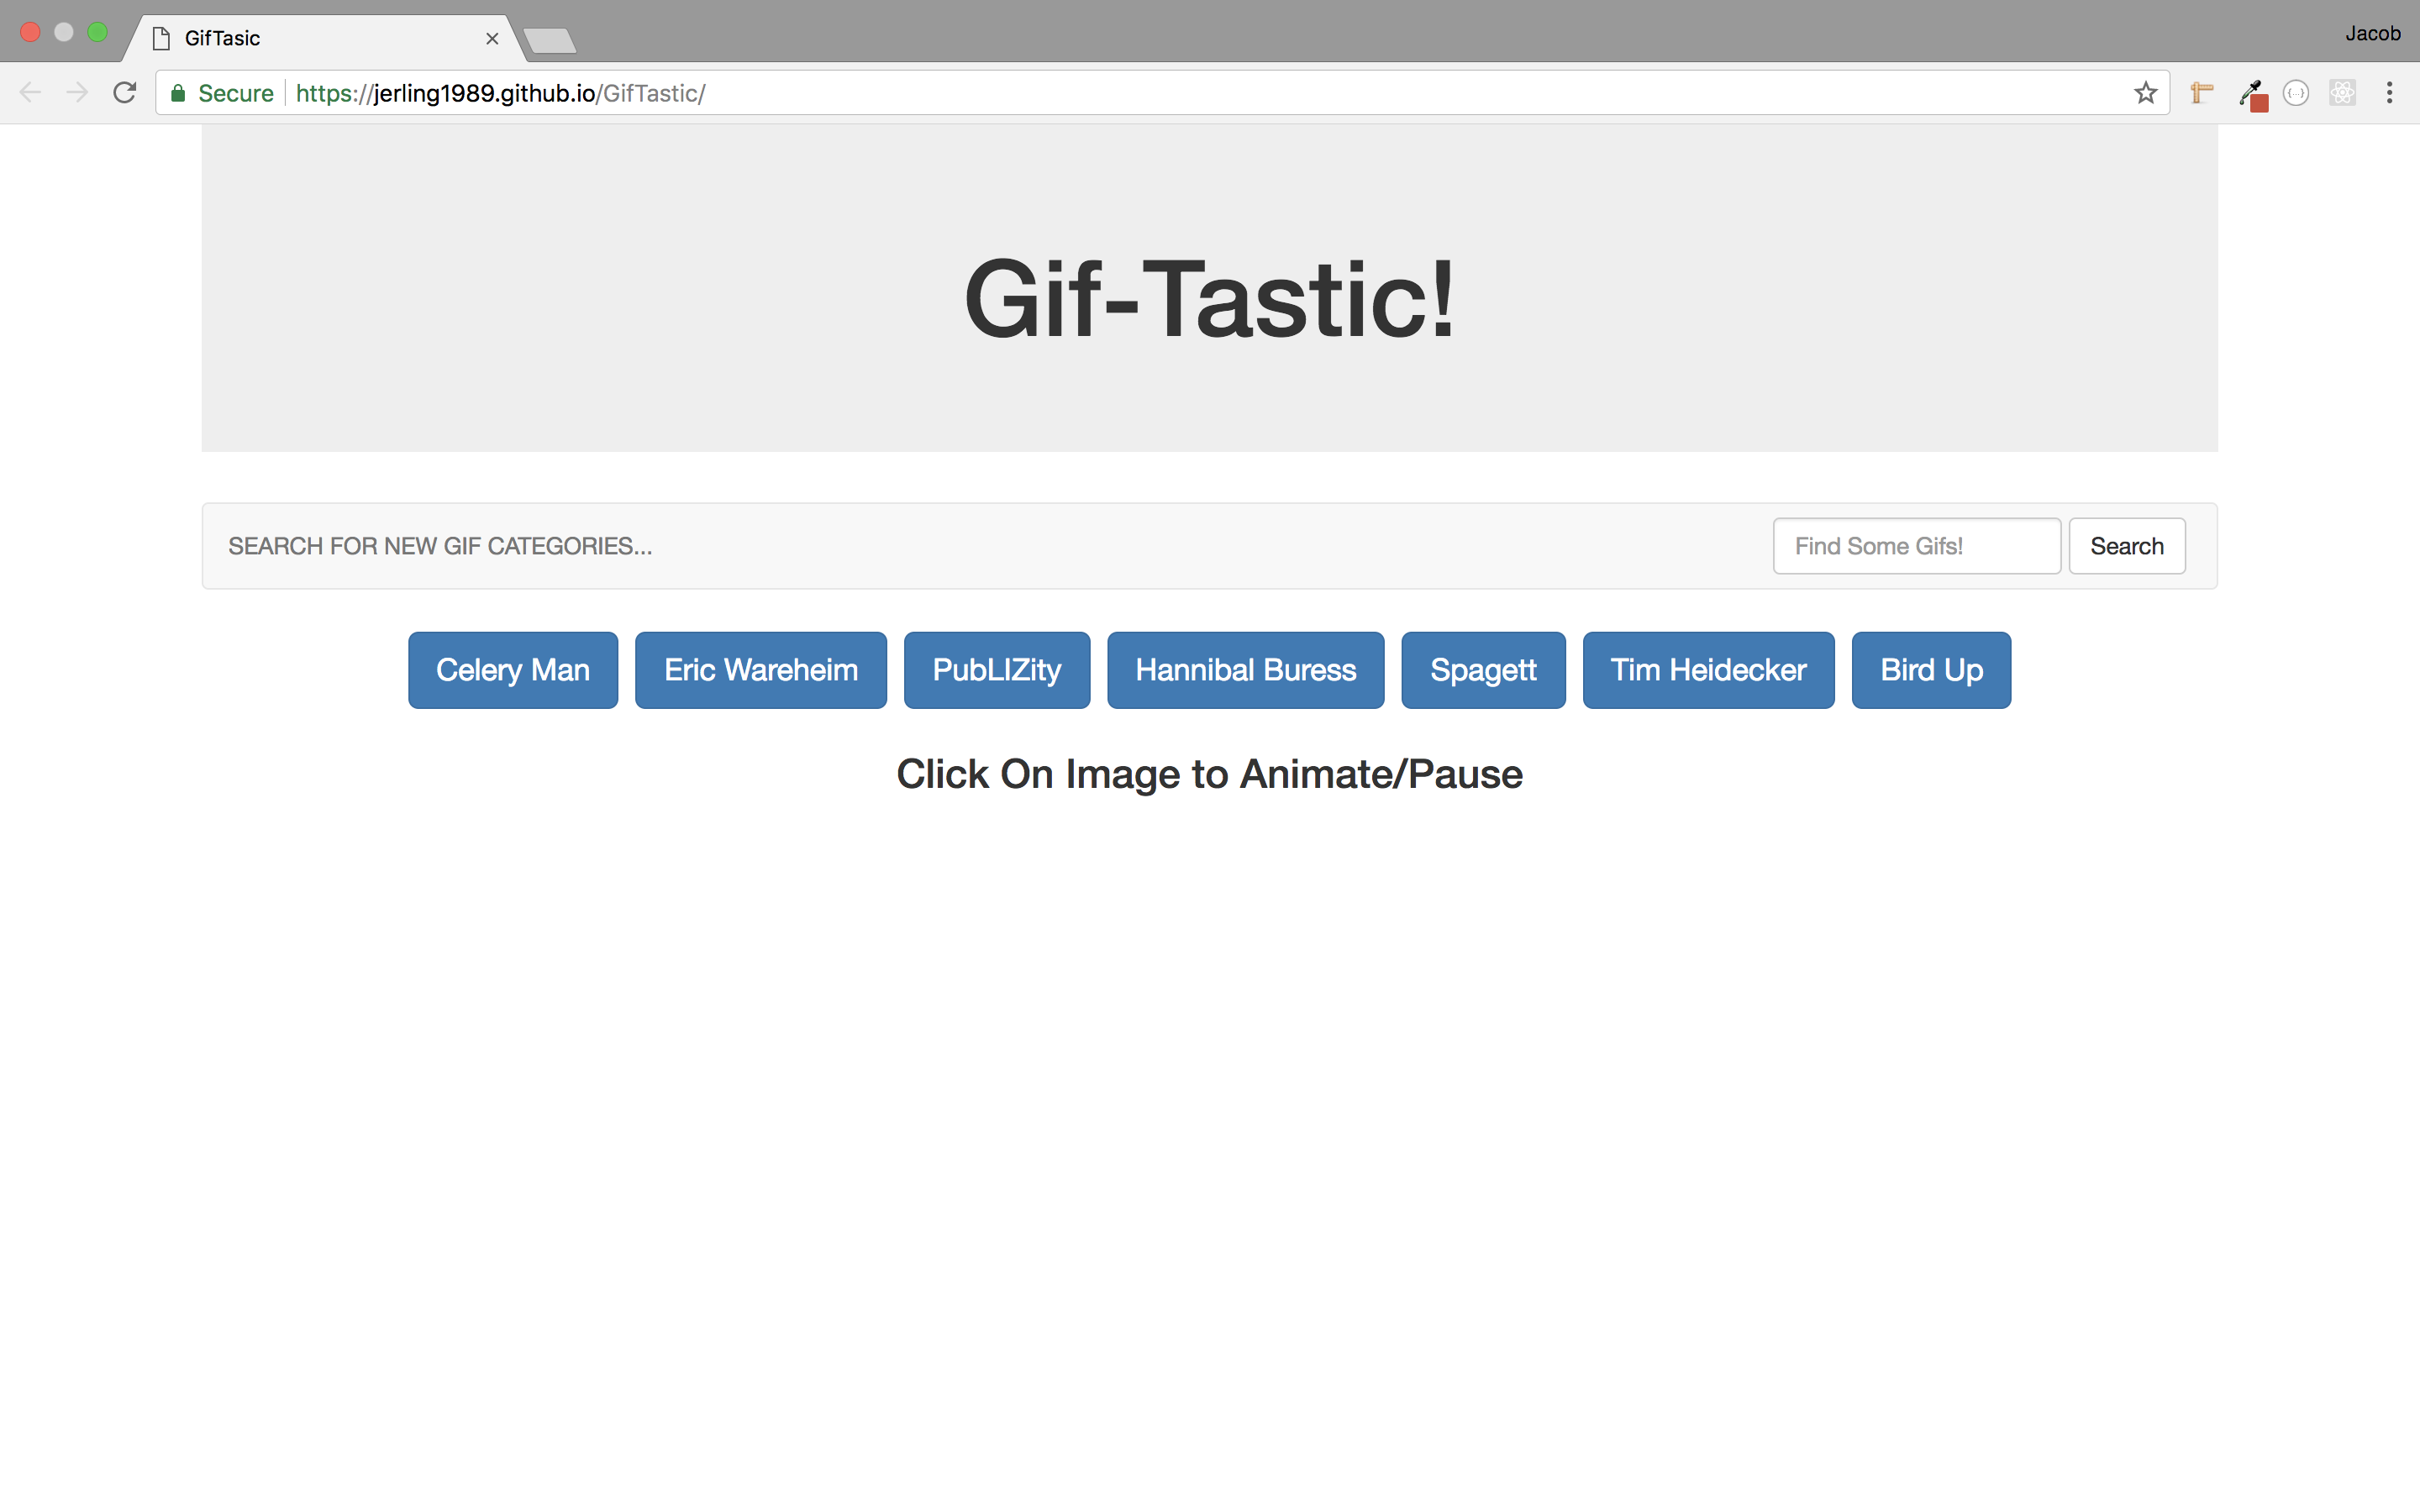 GifTasic
Jacob
Secure https://jerling1989.github.io/GifTastic/
Gif-Tastic!
SEARCH FOR NEW GIF CATEGORIES...
Find Some Gifs! Search
Celery Man Eric Wareheim PubLIZity Hannibal Buress Spagett Tim Heidecker Bird Up
Click On Image to Animate/Pause